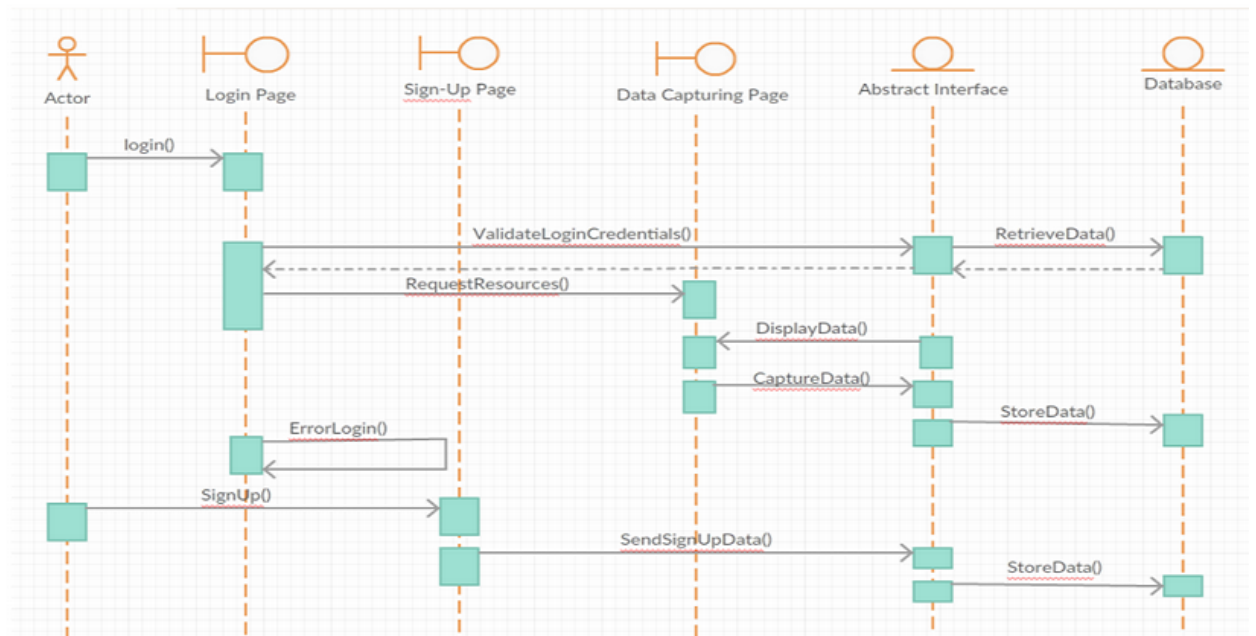 Actor
Login Page
Sign-Up Page
Data Capturing Page
Abstract Interface
Database
login()
ValidateLoginCredentials()
RetrieveData()
RequestResources()
DisplayData()
CaptureData()
StoreData()
ErrorLogin()
SignUp()
SendSignUpData()
StoreData()